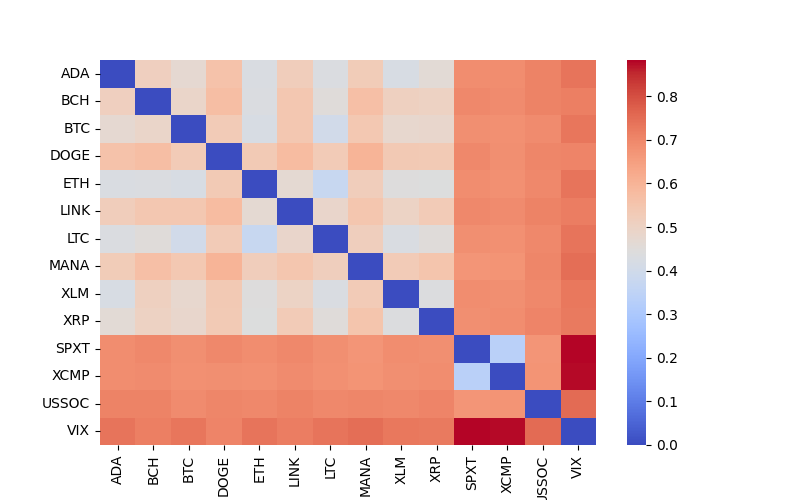 ADA
BCH
BTC
DOGE
ETH
LINK
LTC
MANA
XLM
XRP
SPXT
XCMP
USSOC
VIX
ADA BCH BTC DOGE ETH LINK LTC MANA XLM XRP SPXT XCMP USSOC VIX
0.8
0.7
0.6
0.5
0.4
0.3
0.2
0.1
0.0